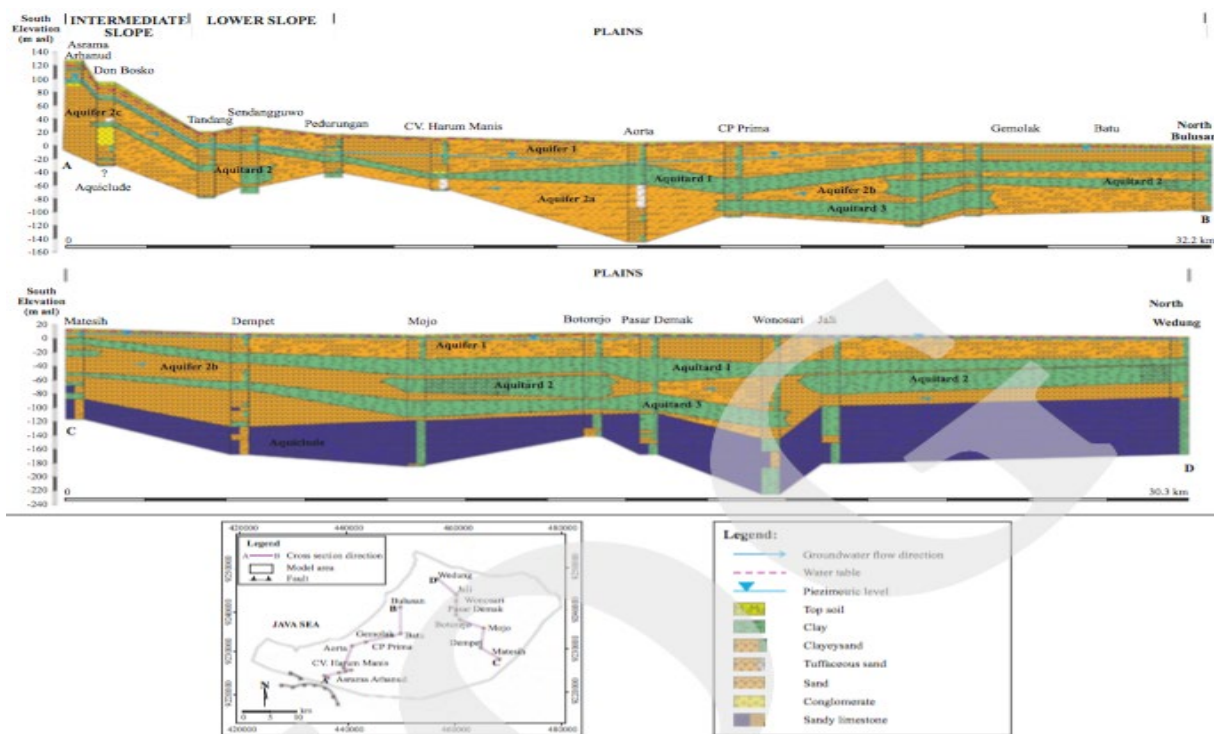 South
Elevation
(m asl)
INTERMEDIATE
SLOPE
LOWER SLOPE
PLAINS
Asrama
Arhanud
Don Bosko
Tandang
Sendangguwo
Pedurungan
CV. Harum Manis
Aorta
CP Prima
Gemolak
Batu
North
Bulusan
140
120
100
80
60
40
20
0
-20
-40
-60
-80
-100
-120
-140
-160
Aquifer 2c
A
?
Aquiclude
Aquitard 2
Aquifer 1
Aquitard 1
Aquifer 2a
Aquifer 2b
Aquitard 3
Aquitard 2
B
0
32.2 km
South
Elevation
(m asl)
PLAINS
North
Matesih
Dempet
Mojo
Botorejo
Pasar Demak
Wonosari
Jali
Wedung
20
0
-20
-40
-60
-80
-100
-120
-140
-160
-180
-200
-220
-240
Aquifer 1
Aquifer 2b
Aquitard 1
Aquitard 2
Aquitard 2
Aquitard 3
Aquiclude
C
D
0
30.3 km
420000 440000 460000 480000
Legend
A B Cross section direction
Model area
Fault
JAVA SEA
D Wedung
Jali
Wonosari
Pasar Demak
Botorejo
Mojo
Dempet
Matesih
C
Bulusan
B
Gemolak
Batu
Aorta
CP Prima
CV. Harum Manis
A
Asrama Arhanud
N
0 5 10
km
420000 440000 460000 480000
Legend:
Groundwater flow direction
Water table
Piezimetric level
Top soil
Clay
Clayeysand
Tuffaceous sand
Sand
Conglomerate
Sandy limestone